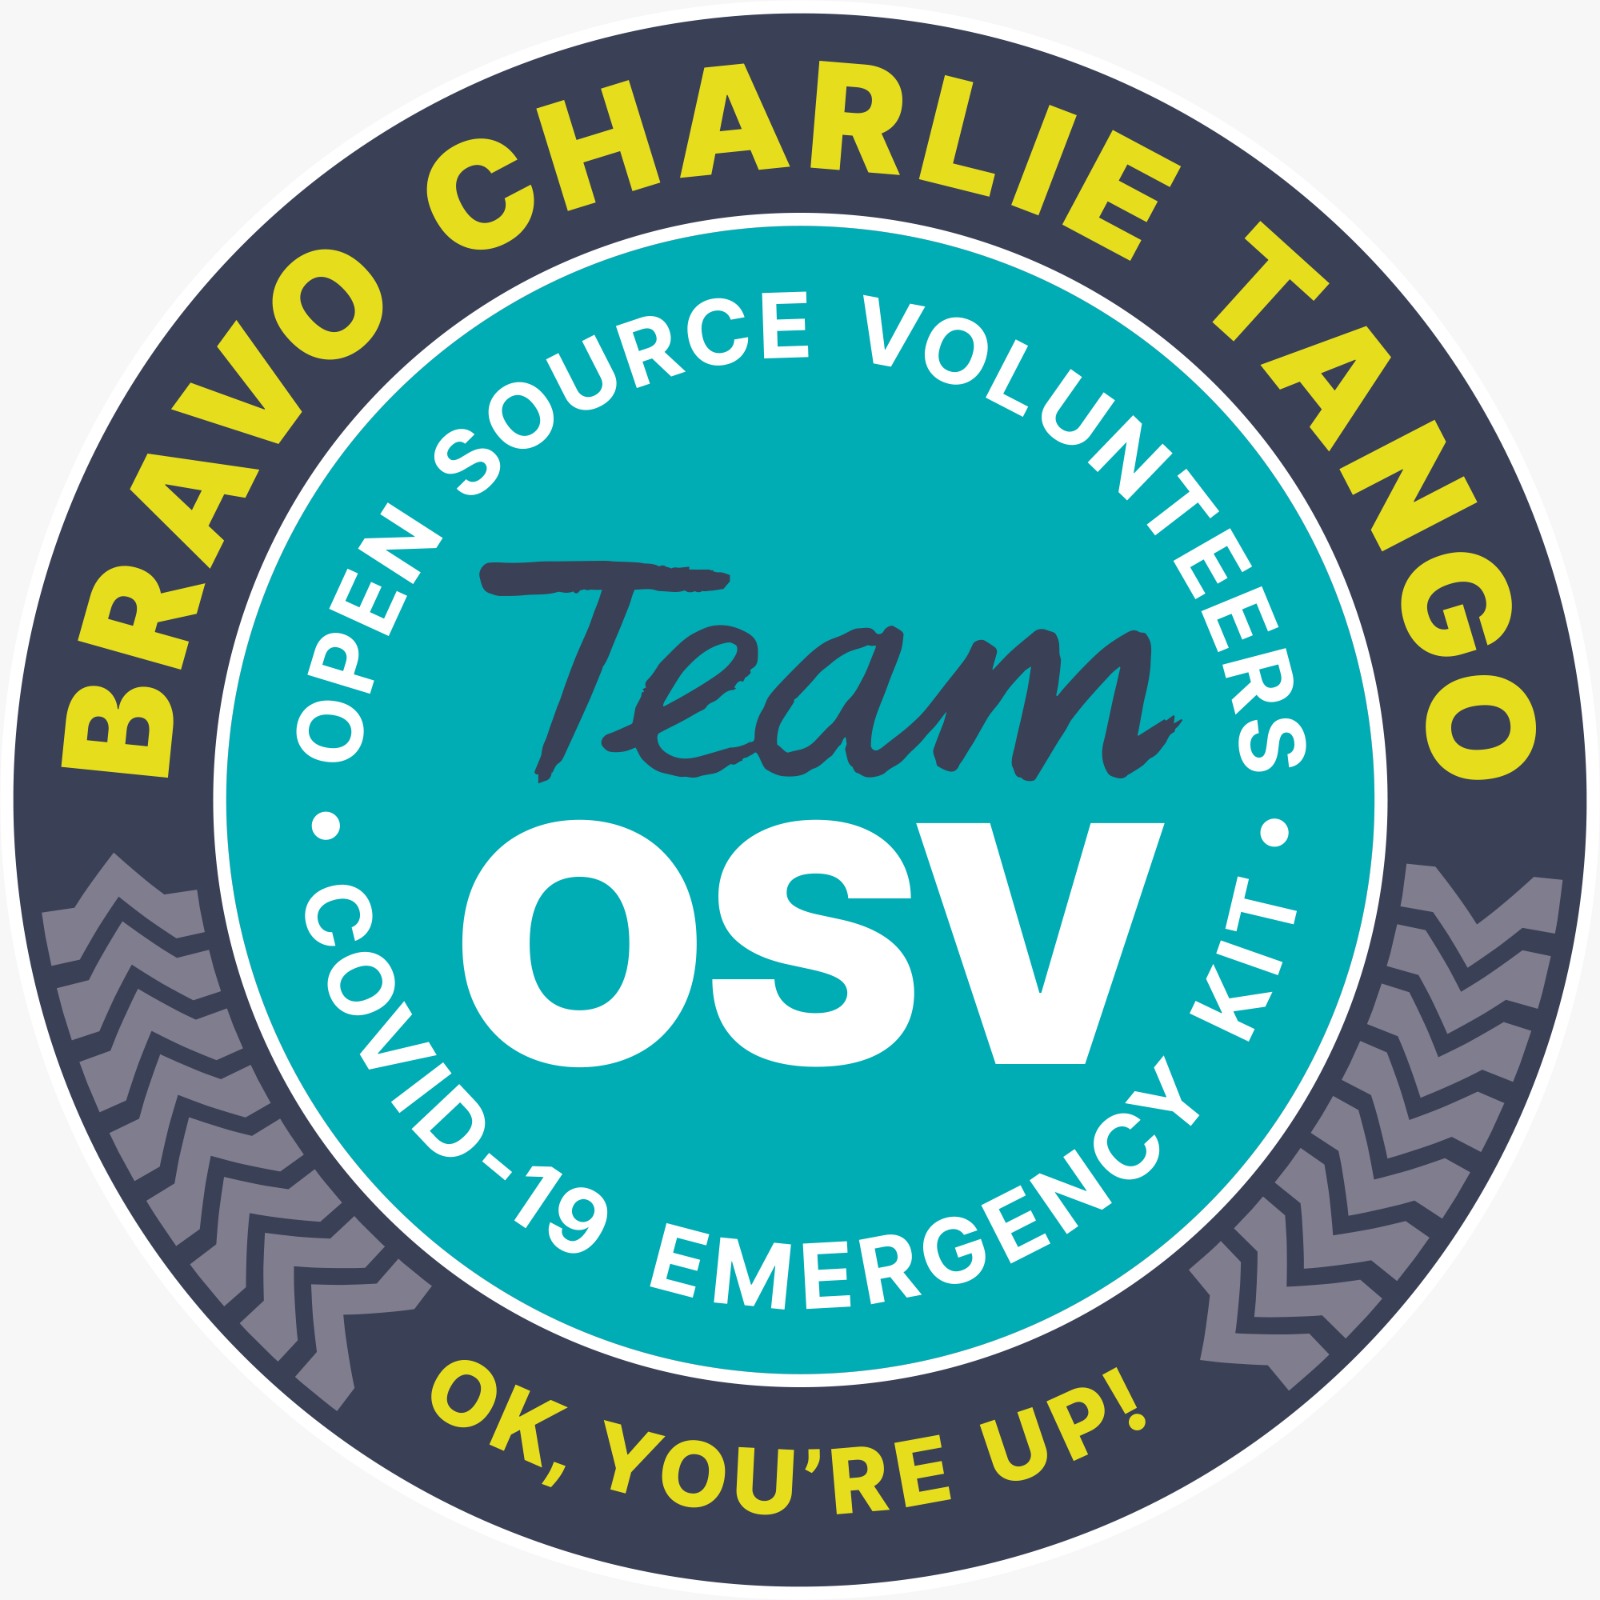 BRAVO CHARLIE TANGO
OPEN SOURCE VOLUNTEERS
Team
OSV
• COVID-19 EMERGENCY KIT •
OK, YOU’RE UP!